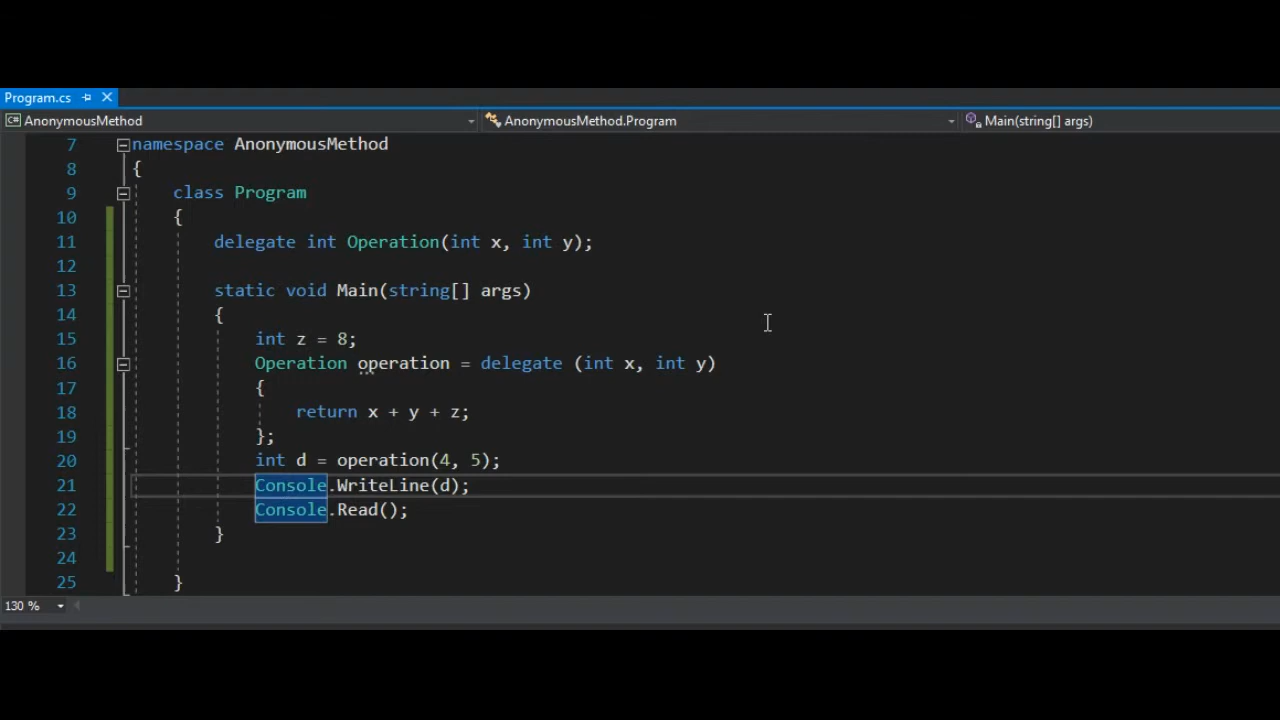 Program.cs
AnonymousMethod AnonymousMethod.Program Main(string[] args)
7 namespace AnonymousMethod
8 {
9 class Program
10 {
11 delegate int Operation(int x, int y);
12
13 static void Main(string[] args)
14 {
15 int z = 8;
16 Operation operation = delegate (int x, int y)
17 {
18 return x + y + z;
19 };
20 int d = operation(4, 5);
21 Console.WriteLine(d);
22 Console.Read();
23 }
24
25 }
130 %